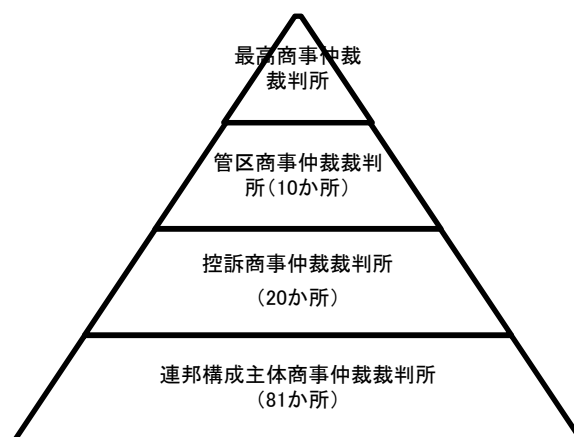 最高商事仲裁
裁判所
管区商事仲裁裁判
所（10か所）
控訴商事仲裁裁判所
（20か所）
連邦構成主体商事仲裁裁判所
（81か所）